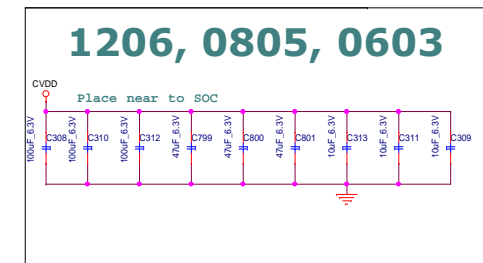 1206, 0805, 0603
CVDD
Place near to SOC
100uF_6.3V C308
100uF_6.3V C310
100uF_6.3V C312
47uF_6.3V C799
47uF_6.3V C800
47uF_6.3V C801
10uF_6.3V C313
10uF_6.3V C311
10uF_6.3V C309